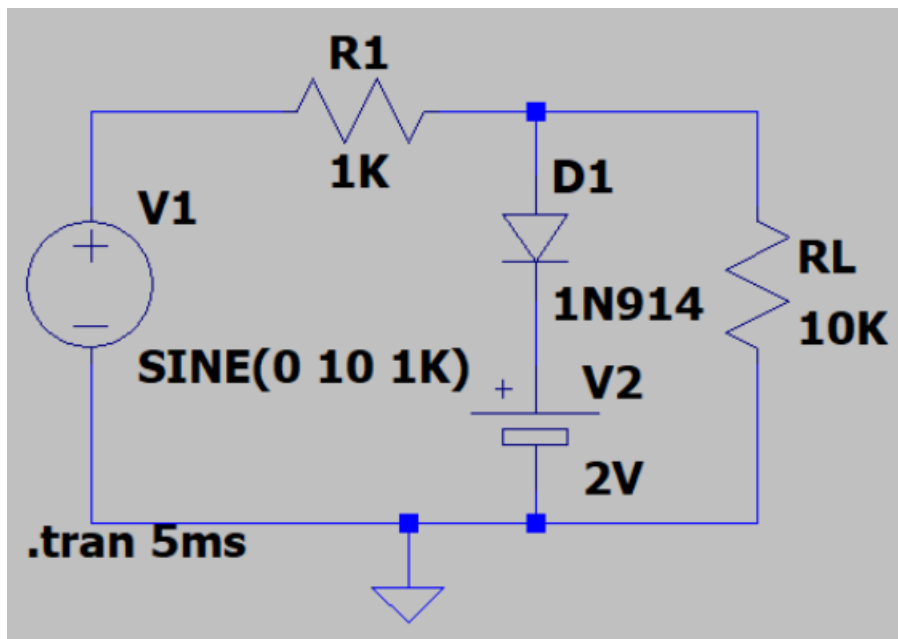 R1
1K
V1
SINE(0 10 1K)
D1
1N914
+
V2
2V
RL
10K
.tran 5ms